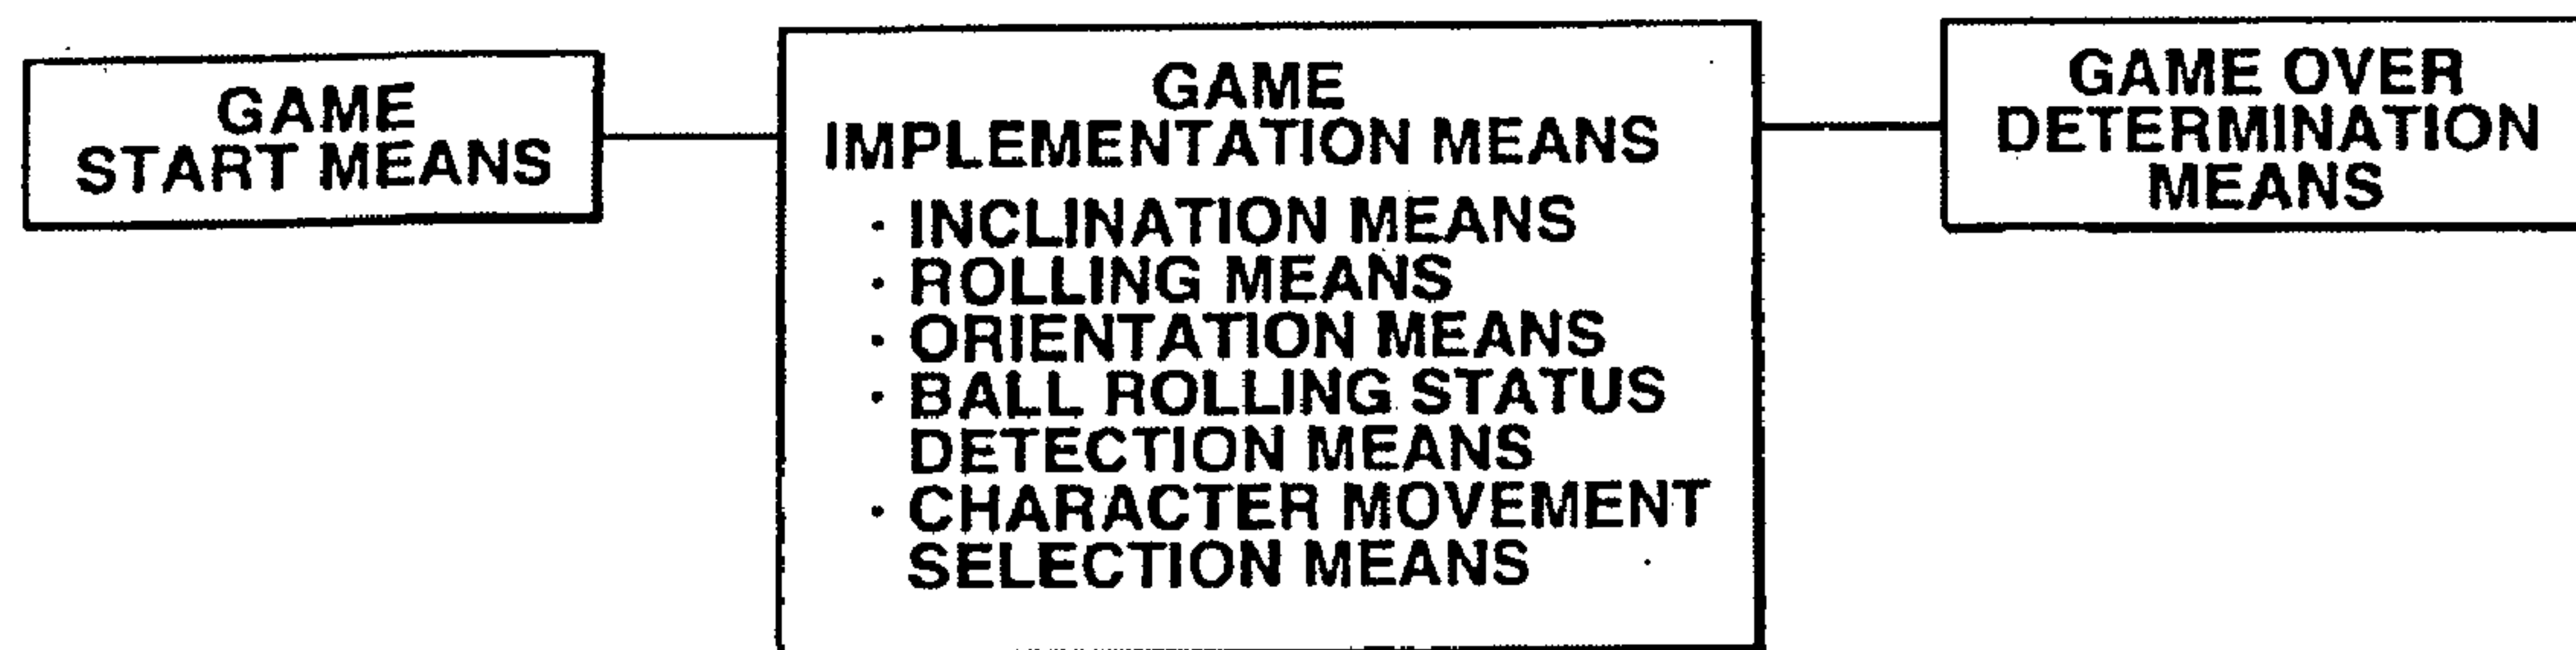 GAME
START MEANS
GAME
IMPLEMENTATION MEANS
· INCLINATION MEANS
· ROLLING MEANS
· ORIENTATION MEANS
· BALL ROLLING STATUS
DETECTION MEANS
· CHARACTER MOVEMENT
SELECTION MEANS
GAME OVER
DETERMINATION
MEANS